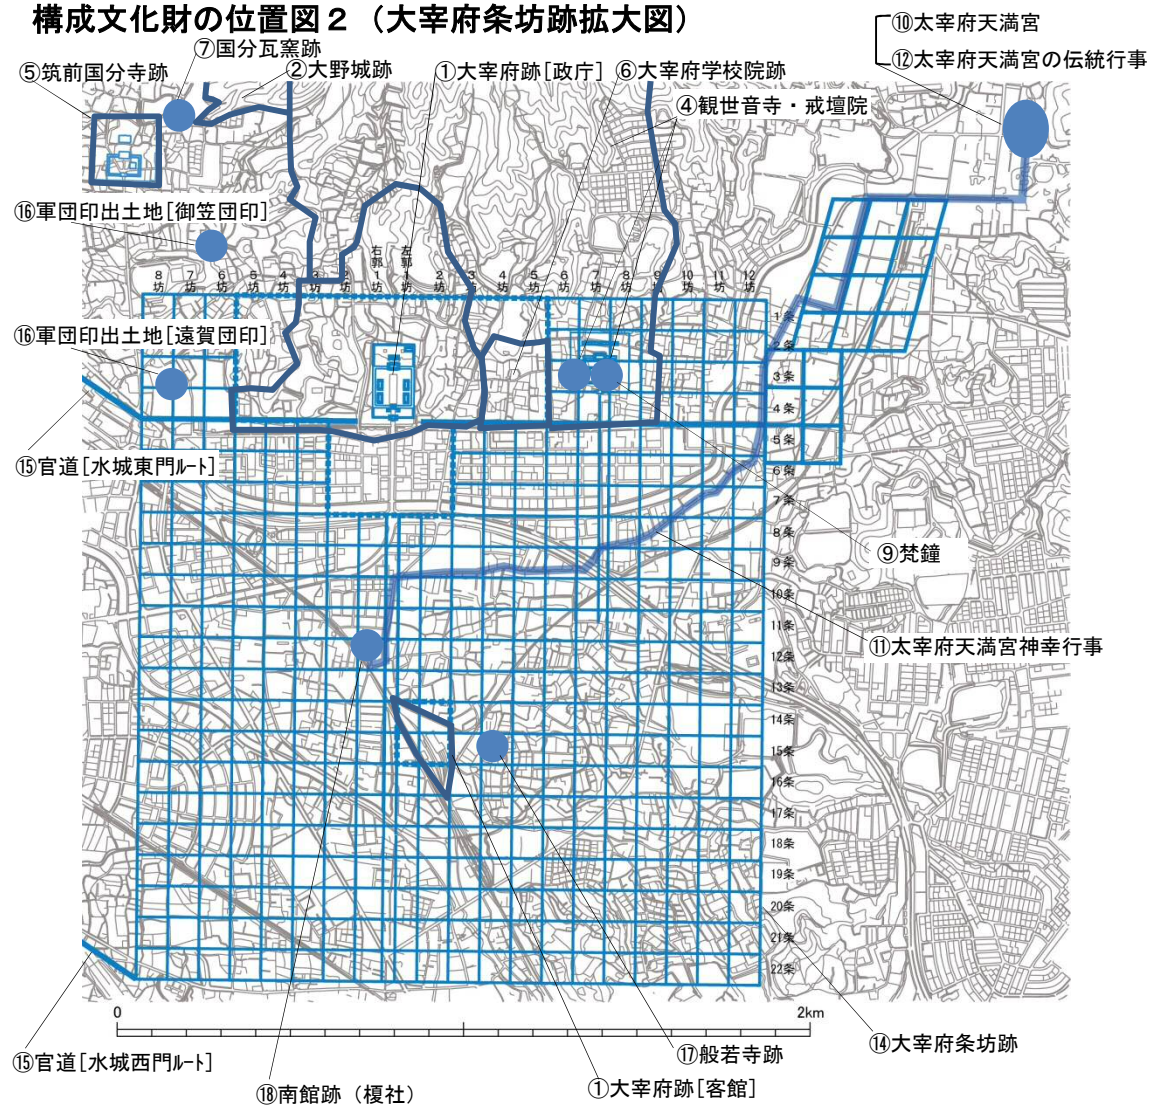 構成文化財の位置図２（大宰府条坊跡拡大図）
⑩太宰府天満宮
⑫太宰府天満宮の伝統行事
⑦国分瓦窯跡
⑤筑前国分寺跡
②大野城跡
①大宰府跡[政庁]
⑥大宰府学校院跡
④観世音寺・戒壇院
⑯軍団印出土地[御笠団印]
8坊
7坊
6坊
5坊
4坊
3坊
2坊
右郭1坊
左郭1坊
2坊
3坊
4坊
5坊
6坊
7坊
8坊
9坊
10坊
11坊
12坊
1条
2条
3条
4条
5条
6条
7条
8条
9条
10条
11条
12条
13条
14条
15条
16条
17条
18条
19条
20条
21条
22条
⑯軍団印出土地[遠賀団印]
⑮官道[水城東門ﾙｰﾄ]
⑨梵鐘
⑪太宰府天満宮神幸行事
0
2km
⑭大宰府条坊跡
⑰般若寺跡
⑮官道[水城西門ﾙｰﾄ]
①大宰府跡[客館]
⑱南館跡（榎社）